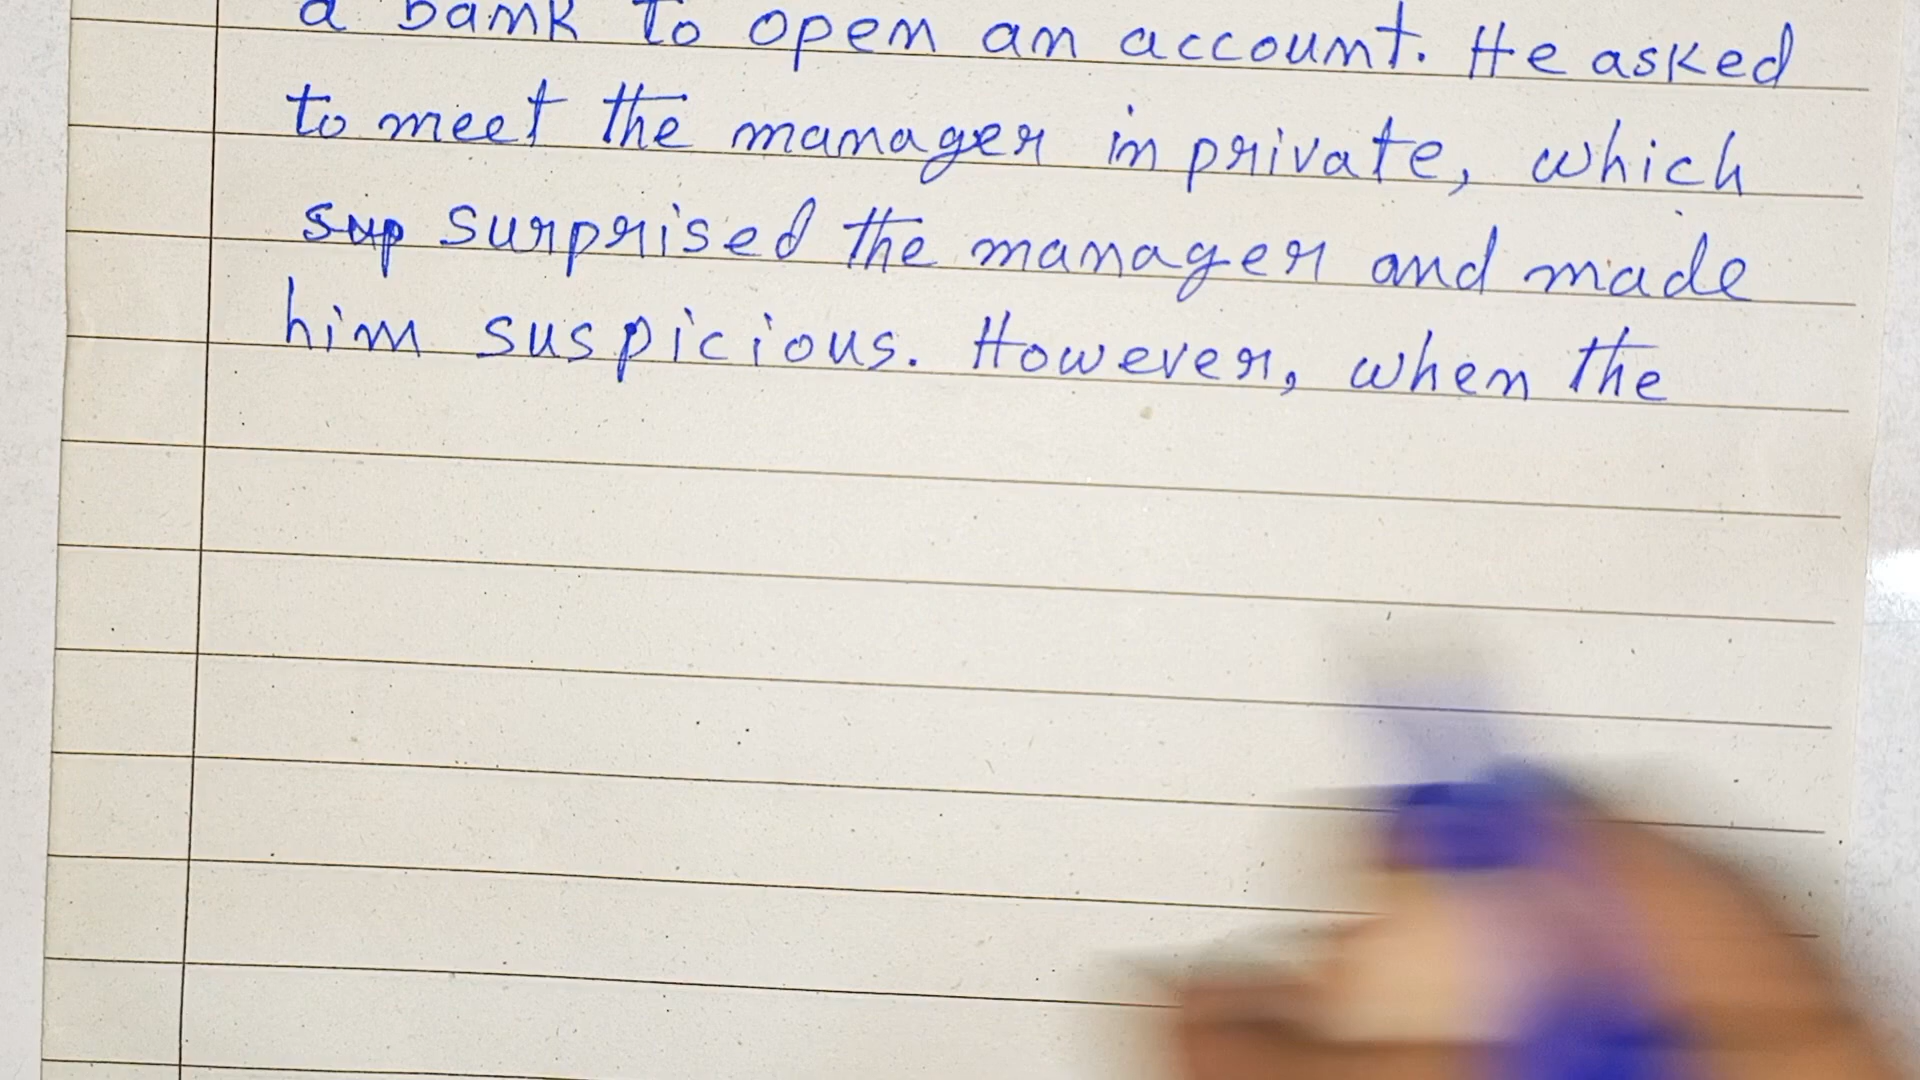 a bank to open an account. He asked
to meet the manager in private, which
sup surprised the manager and made
him suspicious. However, when the